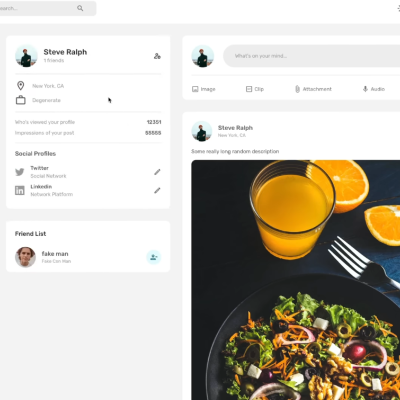 Search...
Steve Ralph
1 friends
New York, CA
Degenerate
Who's viewed your profile 12351
Impressions of your post 55555
Social Profiles
Twitter
Social Network
Linkedin
Network Platform
Friend List
fake man
Fake Con Man
What's on your mind...
Image Clip Attachment Audio
Steve Ralph
New York, CA
Some really long random description